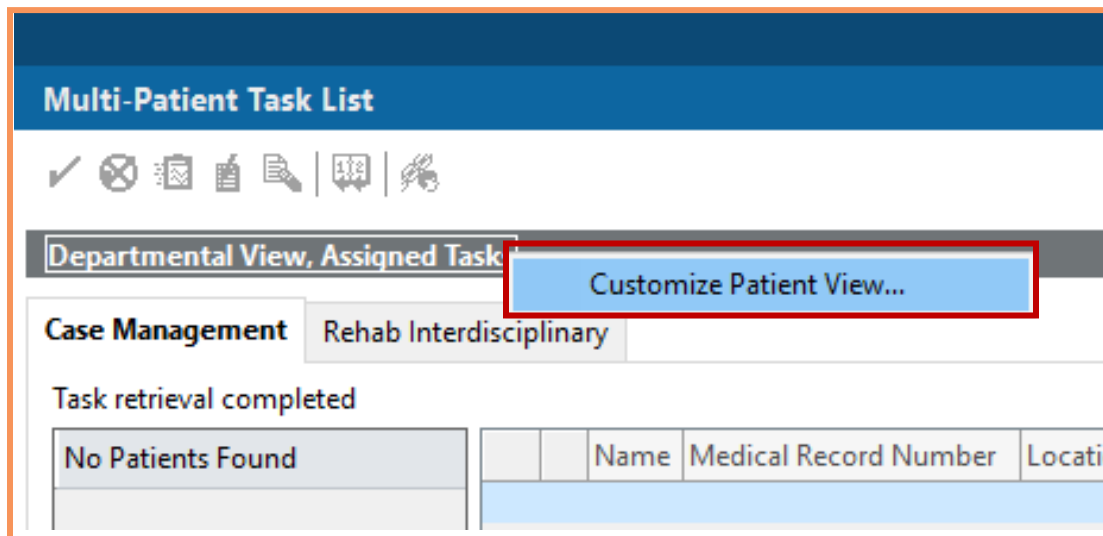 Multi-Patient Task List
Departmental View, Assigned Tasks
Customize Patient View...
Case Management
Rehab Interdisciplinary
Task retrieval completed
No Patients Found
Name
Medical Record Number
Locati